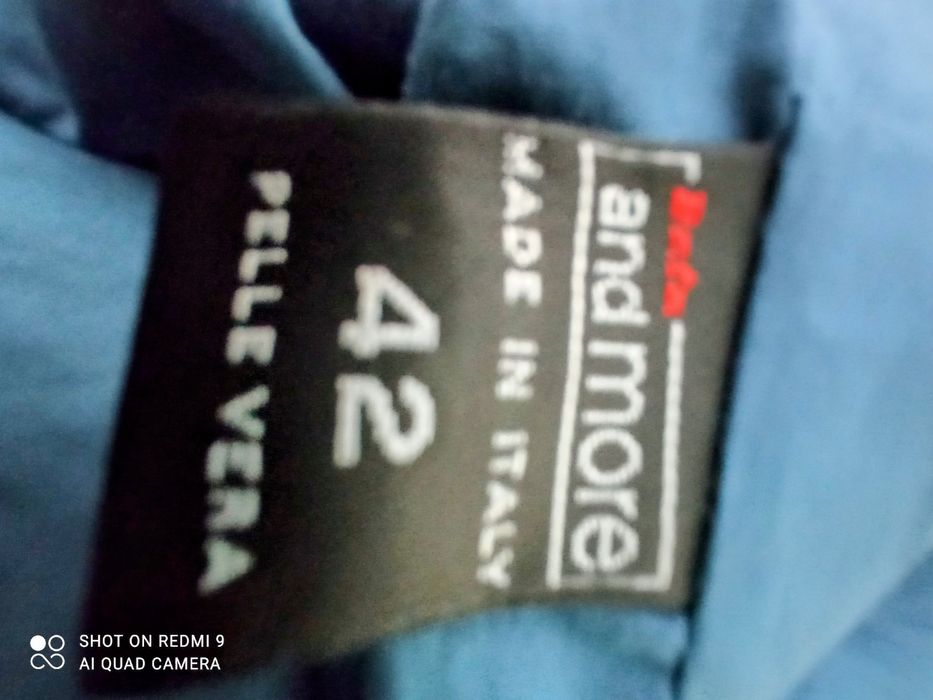 and more
MADE IN ITALY
42
PELLE VERA
SHOT ON REDMI 9
AI QUAD CAMERA